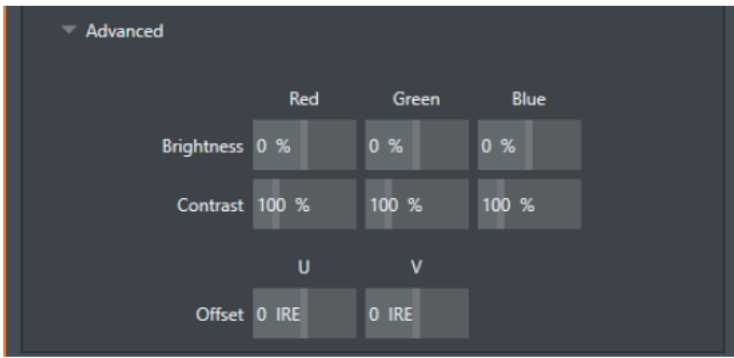 Advanced
Red Green Blue
Brightness 0 % 0 % 0 %
Contrast 100 % 100 % 100 %
U V
Offset 0 IRE 0 IRE